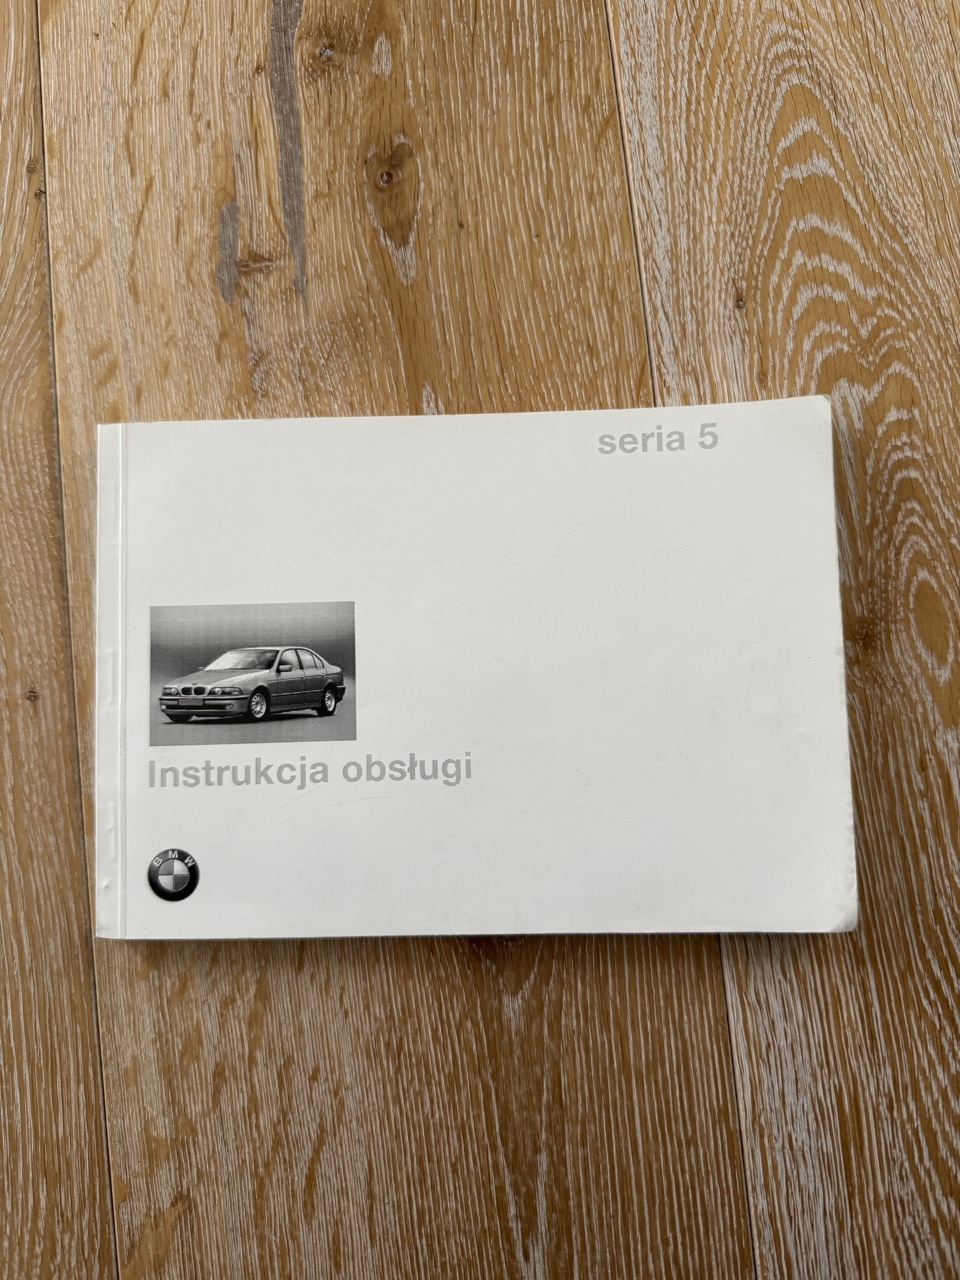 seria 5
Instrukcja obsługi
BMW